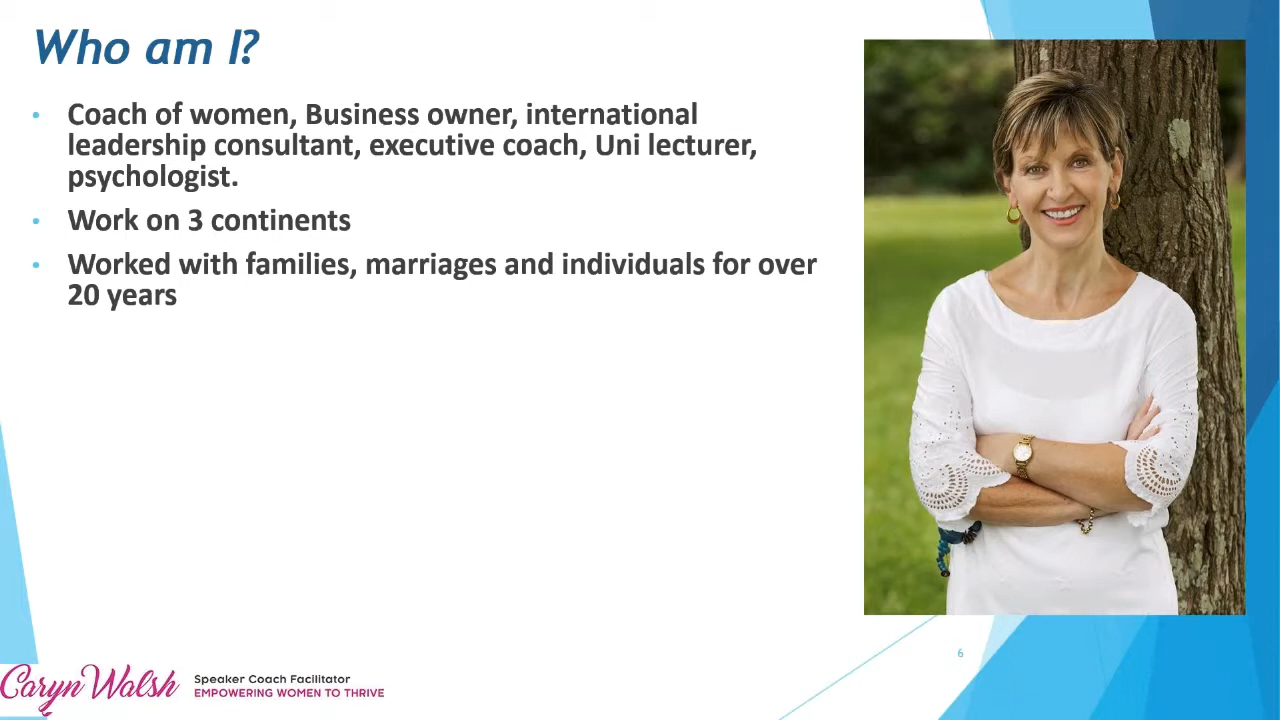 Who am I?
• Coach of women, Business owner, international
leadership consultant, executive coach, Uni lecturer,
psychologist.
• Work on 3 continents
• Worked with families, marriages and individuals for over
20 years
6
Caryn Walsh
Speaker Coach Facilitator
EMPOWERING WOMEN TO THRIVE